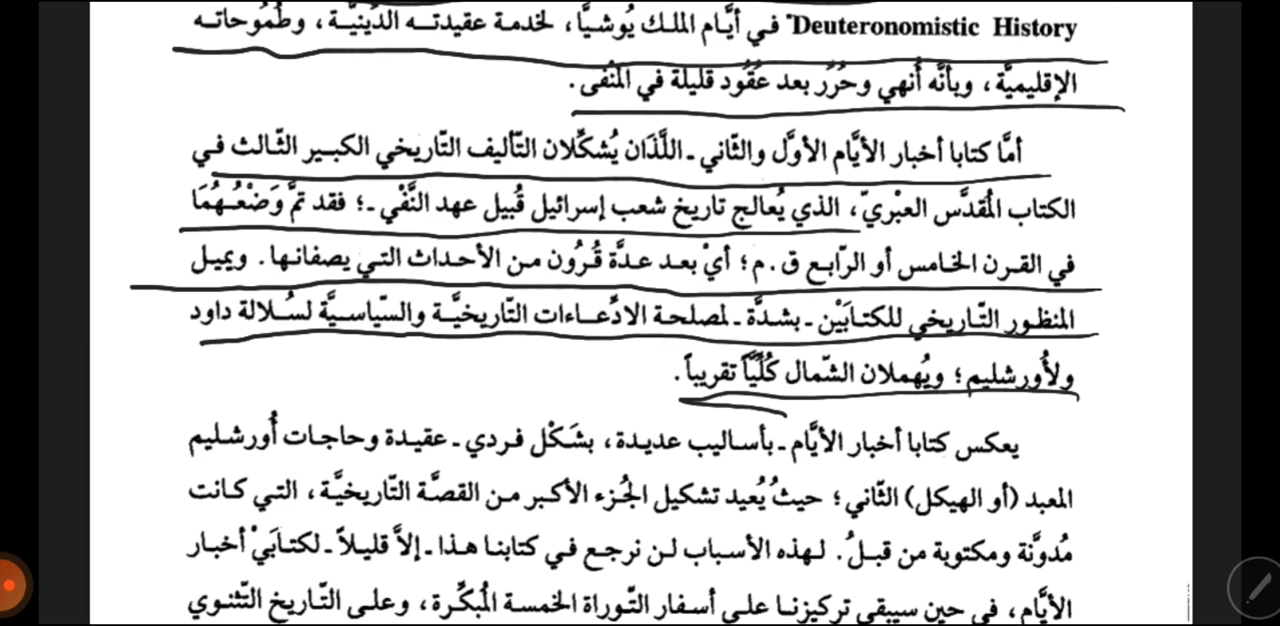 Deuteronomistic History" في أيَّام الملك يُوشيَّا، لخدمة عقيدته الدِّينيَّة، وطُمُوحاته
الإقليميَّة، وبأنَّه أُنهي وحُرِّر بعد عُقُود قليلة في المَنْفى.
أمَّا كتابا أخبار الأيَّام الأوَّل والثّاني ـ اللَّذَان يُشكِّلان التّأليف التّاريخي الكبير الثّالث في
الكتاب المُقدَّس العبْريّ، الذي يُعالج تاريخ شعب إسرائيل قُبيل عهد النَّفْي ـ؛ فقد تمَّ وَضْعُهُمَا
في القرن الخامس أو الرّابع ق.م؛ أيْ بعد عدَّة قُرُون من الأحداث التي يصفانها. ويميل
المنظور التّاريخي للكتابَيْن ـ بشدَّة ـ لمصلحة الادِّعاءات التّاريخيَّة والسّياسيَّة لسُلالة داود
ولأُورشليم؛ ويُهملان الشّمال كُلِّيَّاً تقريباً.
يعكس كتابا أخبار الأيَّام ـ بأساليب عديدة، بشَكْل فردي ـ عقيدة وحاجات أُورشليم
المعبد (أو الهيكل) الثّاني؛ حيثُ يُعيد تشكيل الجُزء الأكبر من القصَّة التّاريخيَّة، التي كانت
مُدوَّنة ومكتوبة من قبلُ. لهذه الأسباب لن نرجع في كتابنا هذا ـ إلاَّ قليلاً ـ لكتابَيْ أخبار
الأيَّام، في حين سيبقى تركيزنا على أسفار التّوراة الخمسة المُبكِّرة، وعلى التّاريخ التّثنوي